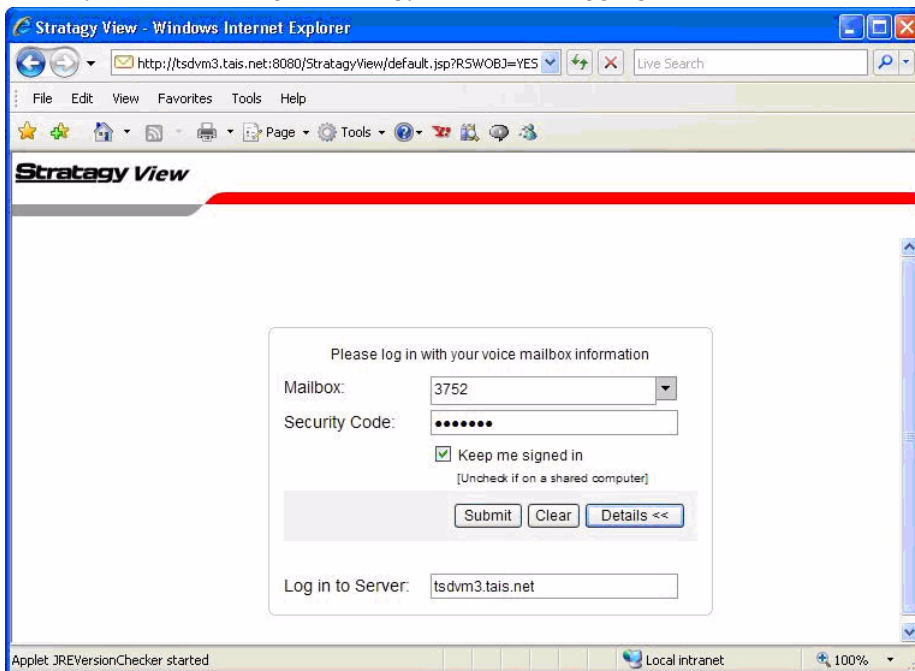 Stratagy View - Windows Internet Explorer
http://tsdvm3.tais.net:8080/StratagyView/default.jsp?RSWOBJ=YES
Live Search
File Edit View Favorites Tools Help
Page Tools
Stratagy View
Please log in with your voice mailbox information
Mailbox: 3752
Security Code: •••••••
Keep me signed in
[Uncheck if on a shared computer]
Submit Clear Details <<
Log in to Server: tsdvm3.tais.net
Applet JREVersionChecker started Local intranet 100%